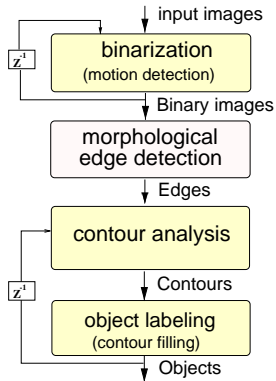 input images
binarization
(motion detection)
z⁻¹
Binary images
morphological
edge detection
Edges
contour analysis
z⁻¹
Contours
object labeling
(contour filling)
Objects